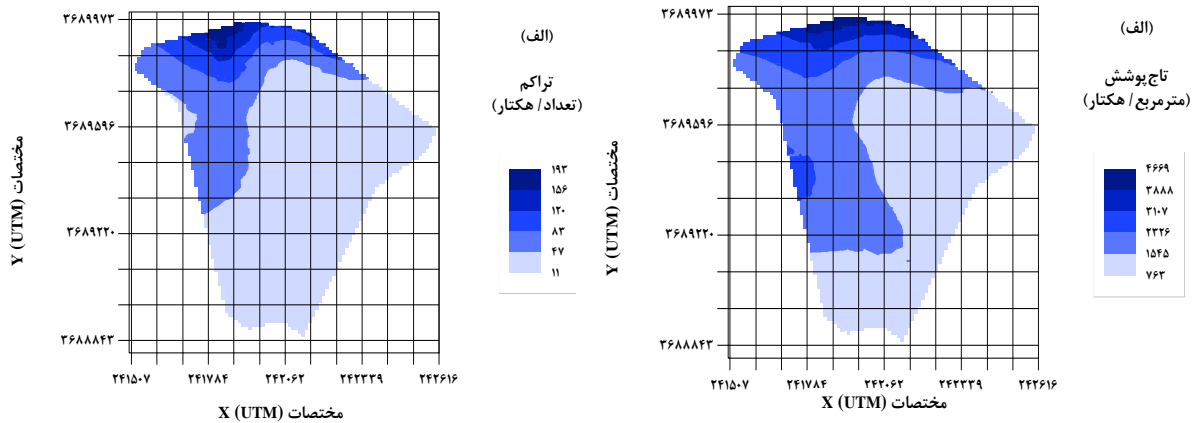 (الف)
تراکم
(تعداد/ هکتار)
۱۹۳
۱۵۶
۱۲۰
۸۳
۴۷
۱۱
۳۶۸۹۹۷۳
۳۶۸۹۵۹۶
۳۶۸۹۲۲۰
۳۶۸۸۸۴۳
مختصات Y (UTM)
۲۴۱۵۰۷ ۲۴۱۷۸۴ ۲۴۲۰۶۲ ۲۴۲۳۳۹ ۲۴۲۶۱۶
مختصات X (UTM)
(الف)
تاج‌پوشش
(مترمربع/ هکتار)
۴۶۶۹
۳۸۸۸
۳۱۰۷
۲۳۲۶
۱۵۴۵
۷۶۳
۳۶۸۹۹۷۳
۳۶۸۹۵۹۶
۳۶۸۹۲۲۰
۳۶۸۸۸۴۳
مختصات Y (UTM)
۲۴۱۵۰۷ ۲۴۱۷۸۴ ۲۴۲۰۶۲ ۲۴۲۳۳۹ ۲۴۲۶۱۶
مختصات X (UTM)